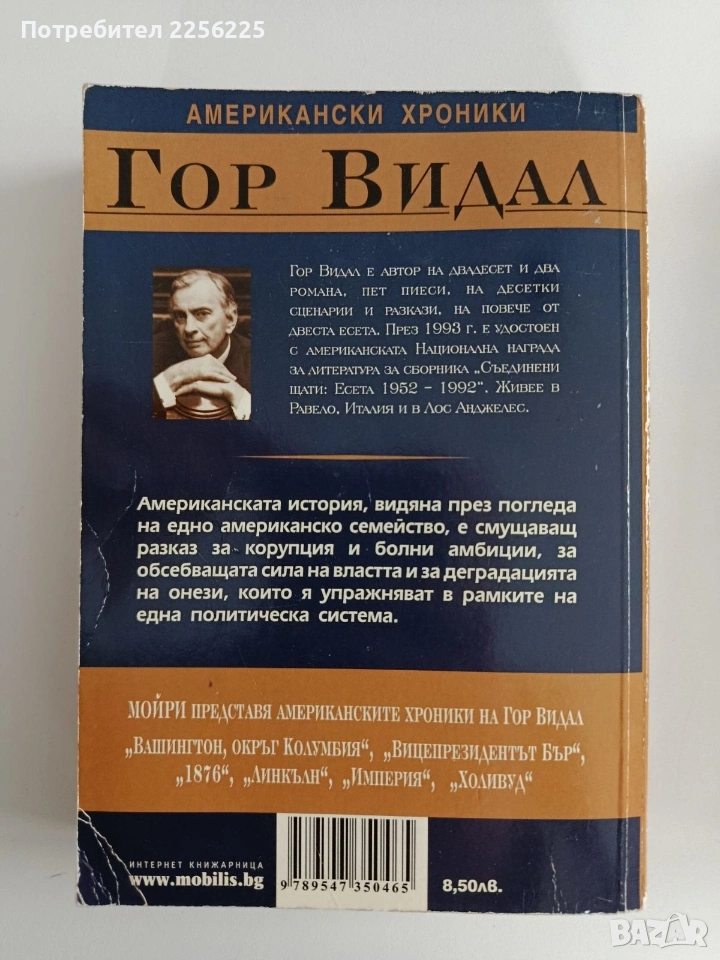 Потребител 2256225
АМЕРИКАНСКИ ХРОНИКИ
ГОР ВИДАЛ
ГОР ВИДАЛ Е АВТОР НА ДВАДЕСЕТ И ДВА
РОМАНА, ПЕТ ПИЕСИ, НА ДЕСЕТКИ
СЦЕНАРИИ И РАЗКАЗИ, НА ПОВЕЧЕ ОТ
ДВЕСТА ЕСЕТА. ПРЕЗ 1993 Г. Е УДОСТОЕН
С АМЕРИКАНСКАТА НАЦИОНАЛНА НАГРАДА
ЗА ЛИТЕРАТУРА ЗА СБОРНИКА „СЪЕДИНЕНИ
ЩАТИ: ЕСЕТА 1952 – 1992“. ЖИВЕЕ В
РАВЕЛО, ИТАЛИЯ И В ЛОС АНДЖЕЛЕС.
Американската история, видяна през погледа
на едно американско семейство, е смущаващ
разказ за корупция и болни амбиции, за
обсебващата сила на властта и за деградацията
на онези, които я упражняват в рамките на
една политическа система.
МОЙРИ ПРЕДСТАВЯ АМЕРИКАНСКИТЕ ХРОНИКИ НА ГОР ВИДАЛ
„ВАШИНГТОН, ОКРЪГ КОЛУМБИЯ“, „ВИЦЕПРЕЗИДЕНТЪТ БЪР“,
„1876“, „ЛИНКЪЛН“, „ИМПЕРИЯ“, „ХОЛИВУД“
ИНТЕРНЕТ КНИЖАРНИЦА
www.mobilis.bg
9 789547 350465
8,50лв.
BAZAR